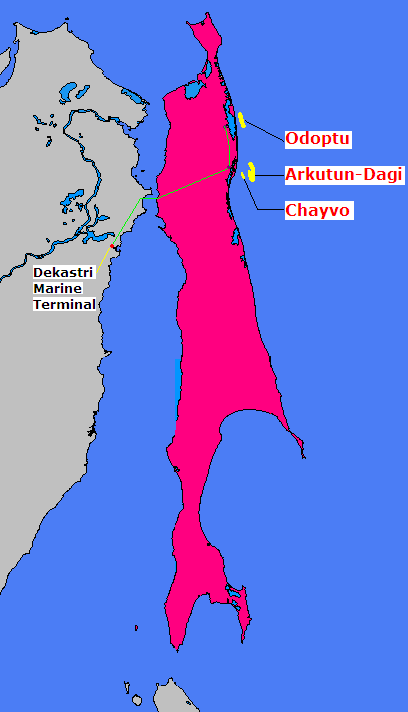 Odoptu
Arkutun-Dagi
Chayvo
Dekastri
Marine
Terminal